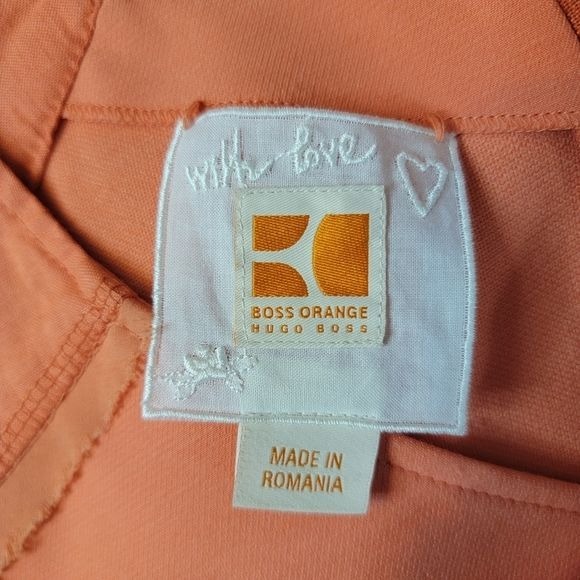 with love
BOSS ORANGE
HUGO BOSS
MADE IN
ROMANIA